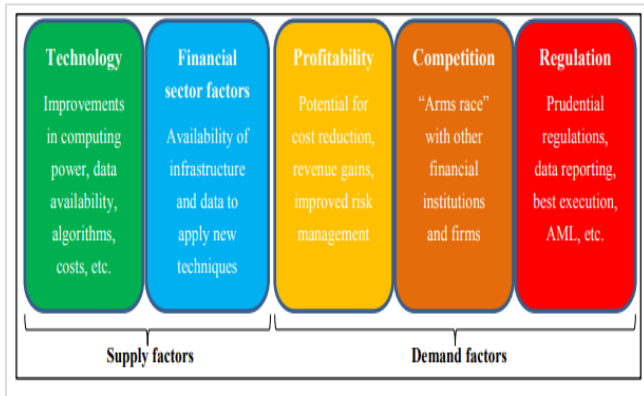 Technology
Improvements
in computing
power, data
availability,
algorithms,
costs, etc.
Financial
sector factors
Availability of
infrastructure
and data to
apply new
techniques
Profitability
Potential for
cost reduction,
revenue gains,
improved risk
management
Competition
“Arms race”
with other
financial
institutions
and firms
Regulation
Prudential
regulations,
data reporting,
best execution,
AML, etc.
Supply factors
Demand factors